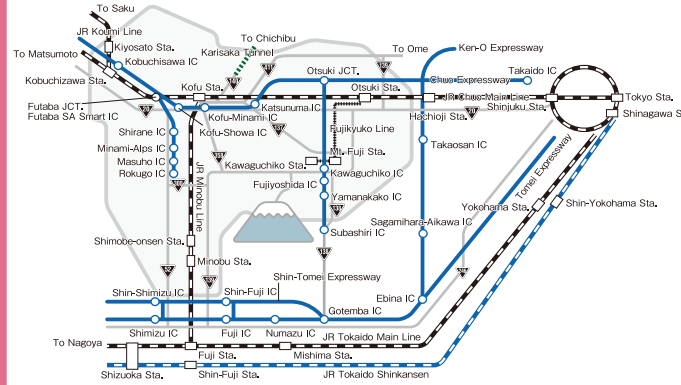 To Saku
JR Koumi Line
To Matsumoto
Kiyosato Sta.
Kobuchisawa IC
Kobuchizawa Sta.
To Chichibu
Karisaka Tannel
To Ome
Ken-O Expressway
Otsuki JCT.
Chuo Expressway
Takaido IC
Kofu Sta.
Otsuki Sta.
JR Chuo Main Line
Tokyo Sta.
Futaba JCT.
Futaba SA Smart IC
Katsunuma IC
Kofu-Minami IC
Hachioji Sta.
Shinjuku Sta.
Shinagawa S
Shirane IC
Kofu-Showa IC
Fujikyuko Line
Takaosan IC
Minami-Alps IC
Masuho IC
Rokugo IC
JR Minobu Line
Kawaguchiko Sta.
Mt. Fuji Sta.
Kawaguchiko IC
Tomei Expressway
Fujiyoshida IC
Yamanakako IC
Yokohama Sta.
Shin-Yokohama Sta.
Sagamihara-Aikawa IC
Subashiri IC
Shimobe-onsen Sta.
Minobu Sta.
Shin-Tomei Expressway
Shin-Shimizu IC
Shin-Fuji IC
Ebina IC
Gotemba IC
Shimizu IC
Fuji IC
Numazu IC
JR Tokaido Main Line
To Nagoya
Fuji Sta.
Mishima Sta.
Shizuoka Sta.
Shin-Fuji Sta.
JR Tokaido Shinkansen